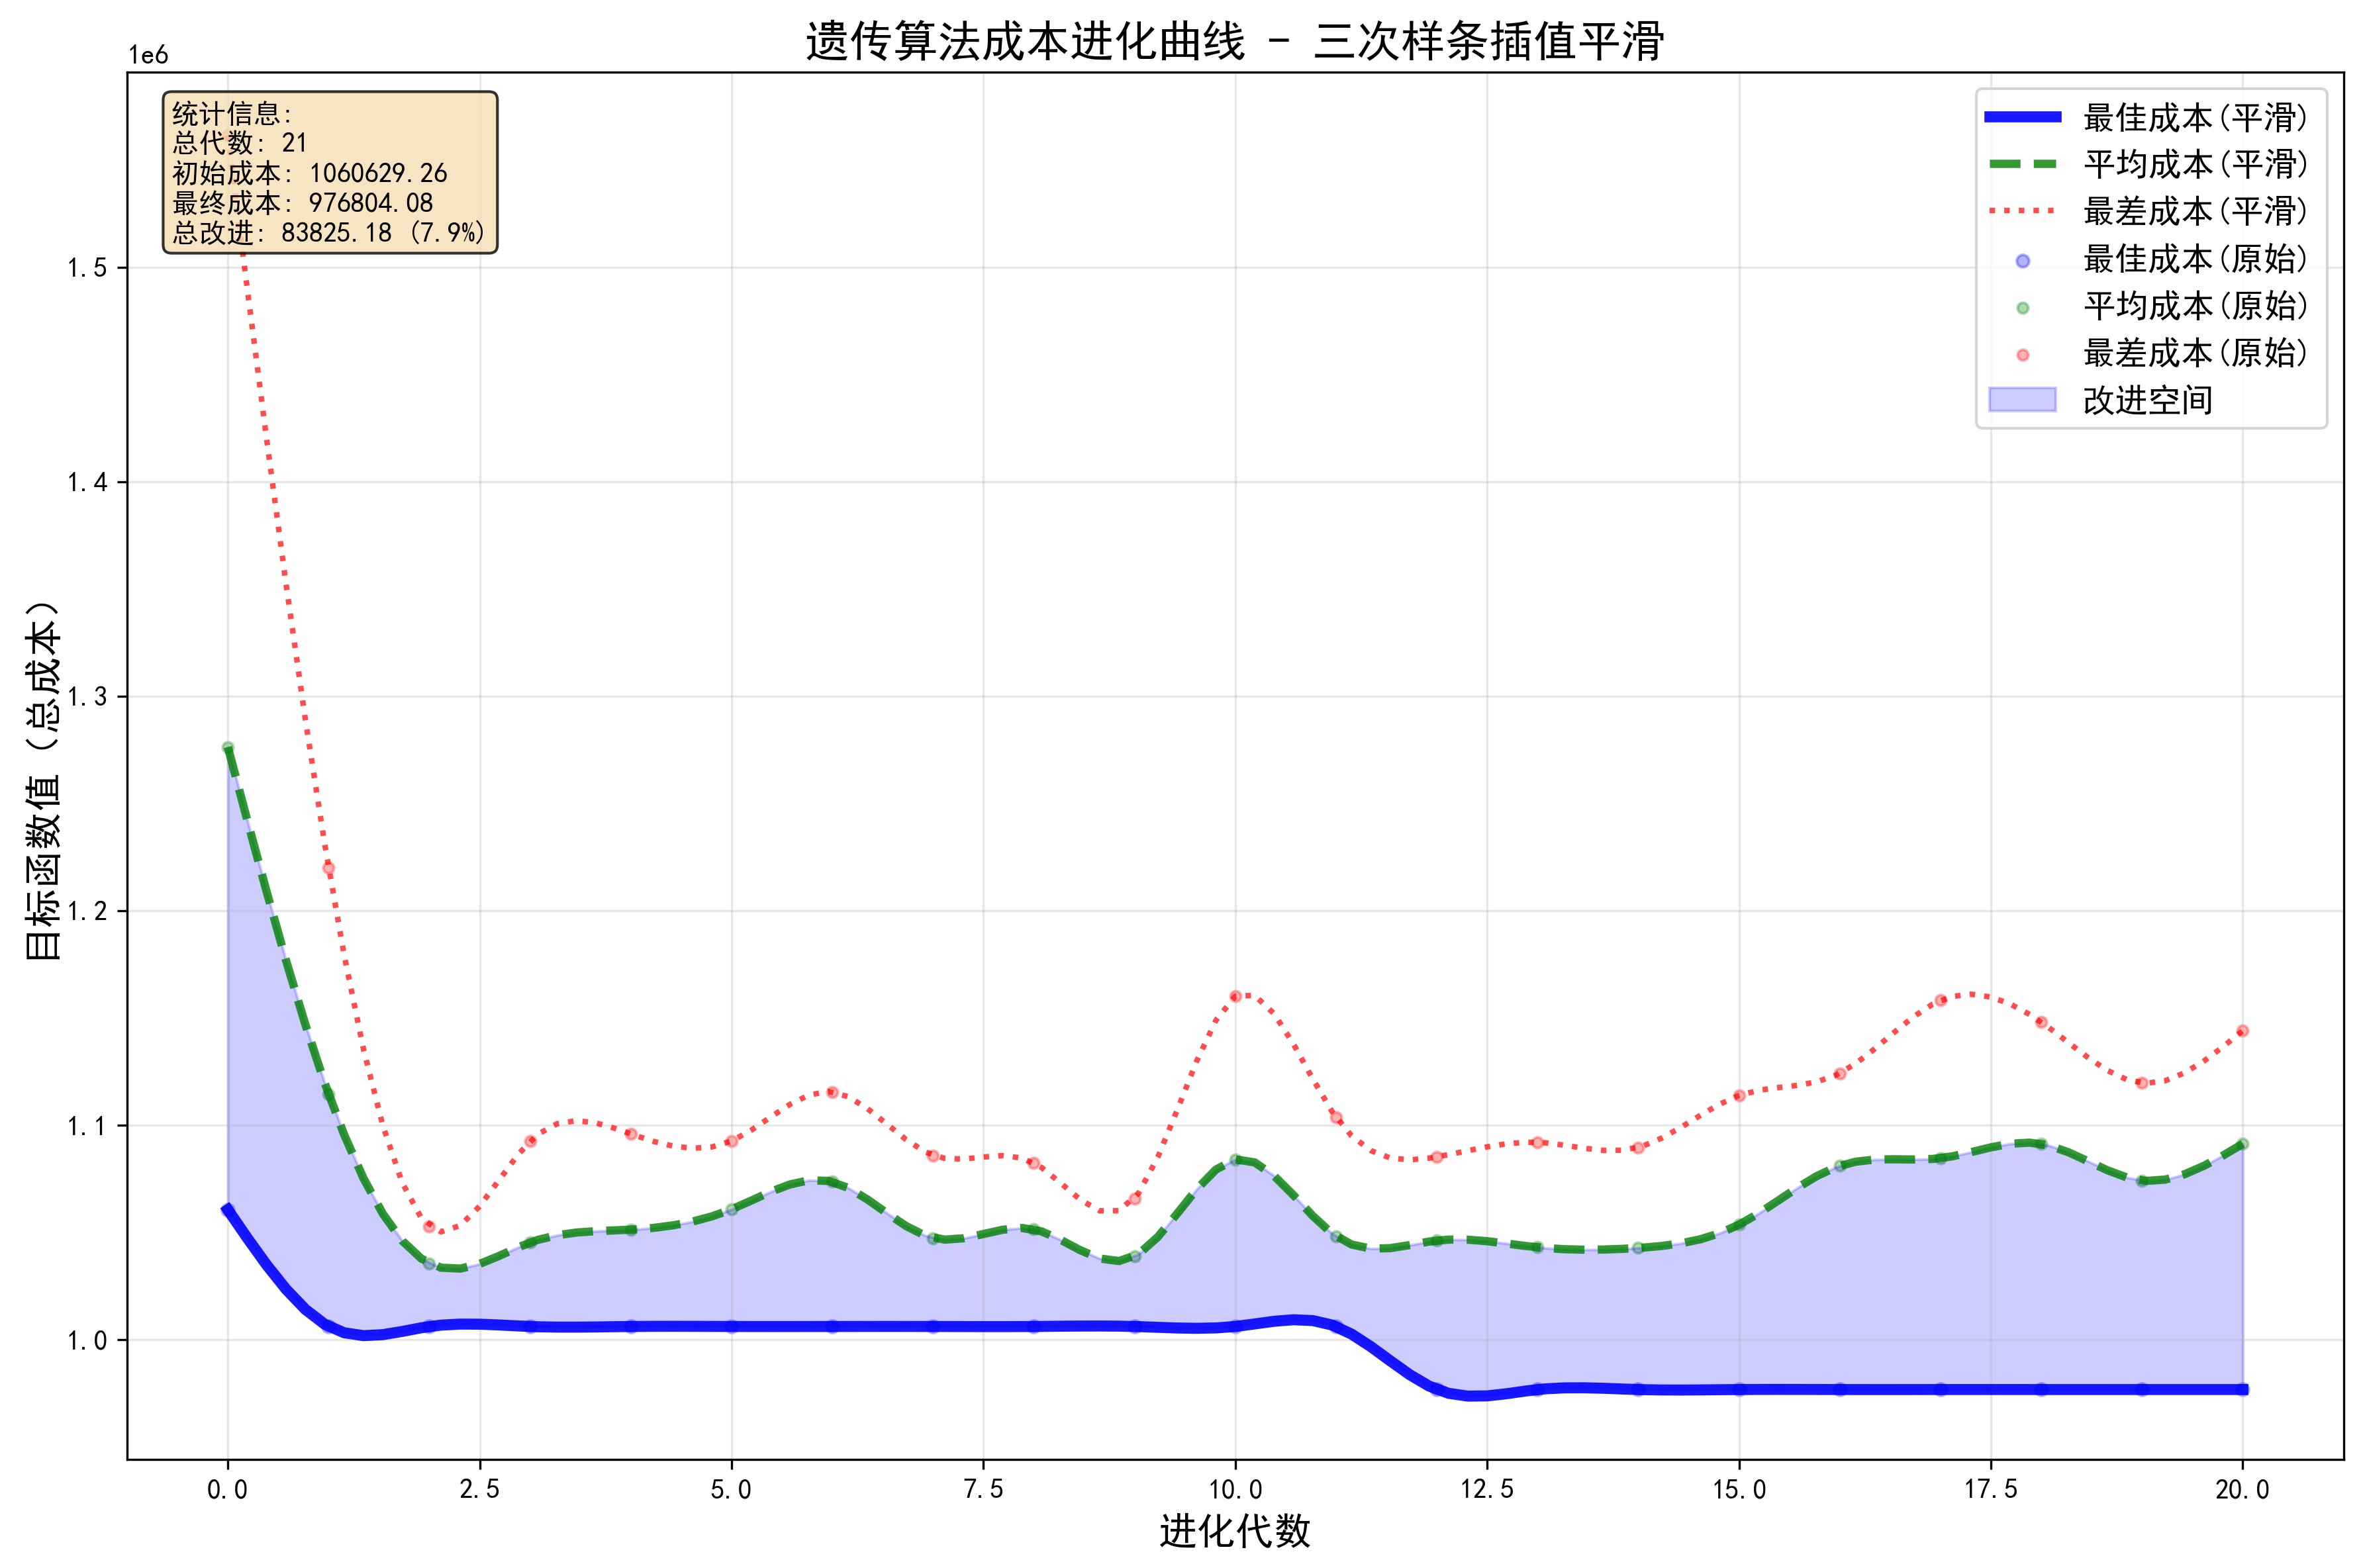 遗传算法成本进化曲线 - 三次样条插值平滑
1e6
统计信息:
总代数: 21
初始成本: 1060629.26
最终成本: 976804.08
总改进: 83825.18 (7.9%)
最佳成本(平滑)
平均成本(平滑)
最差成本(平滑)
最佳成本(原始)
平均成本(原始)
最差成本(原始)
改进空间
目标函数值（总成本）
1.5
1.4
1.3
1.2
1.1
1.0
0.0 2.5 5.0 7.5 10.0 12.5 15.0 17.5 20.0
进化代数